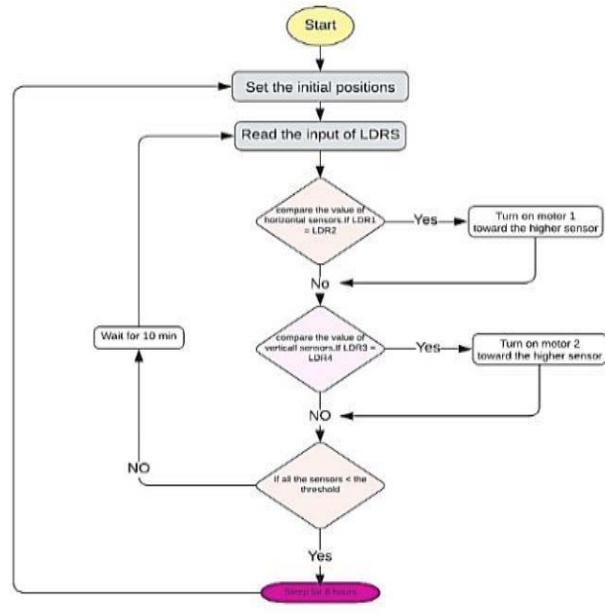 Start
Set the initial positions
Read the input of LDRS
compare the value of
horizontal sensors.If LDR1
= LDR2
Yes
Turn on motor 1
toward the higher sensor
No
Wait for 10 min
compare the value of
verticall sensors.If LDR3 =
LDR4
Yes
Turn on motor 2
toward the higher sensor
NO
NO
If all the sensors < the
threshold
Yes
Sleep for 8 hours